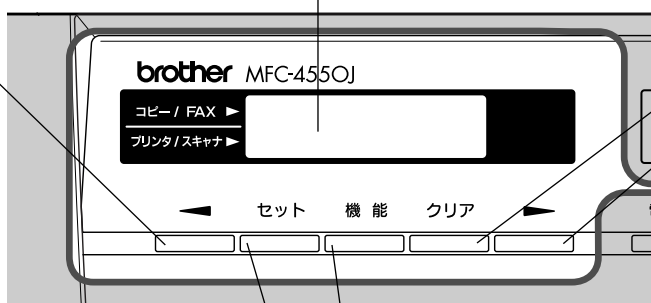 brother MFC-4550J
コピー / FAX ►
プリンタ / スキャナ ►
◄ セット 機 能 クリア ►